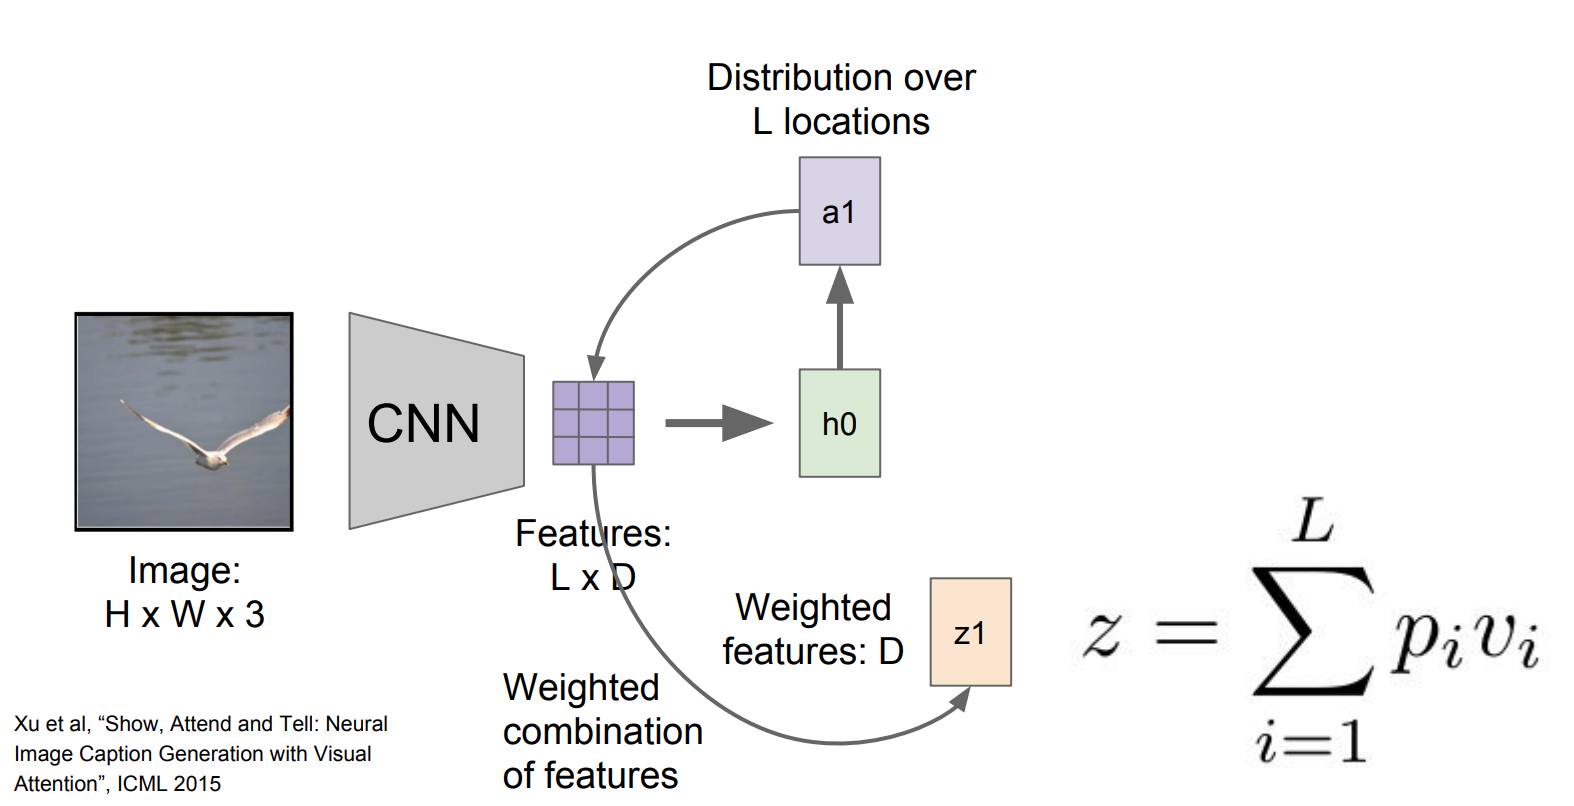 Distribution over
L locations
a1
CNN
h0
Image:
H x W x 3
Features:
L x D
Weighted
features: D
z1
Weighted
combination
of features
z = \sum_{i=1}^{L} p_i v_i
Xu et al, “Show, Attend and Tell: Neural
Image Caption Generation with Visual
Attention”, ICML 2015